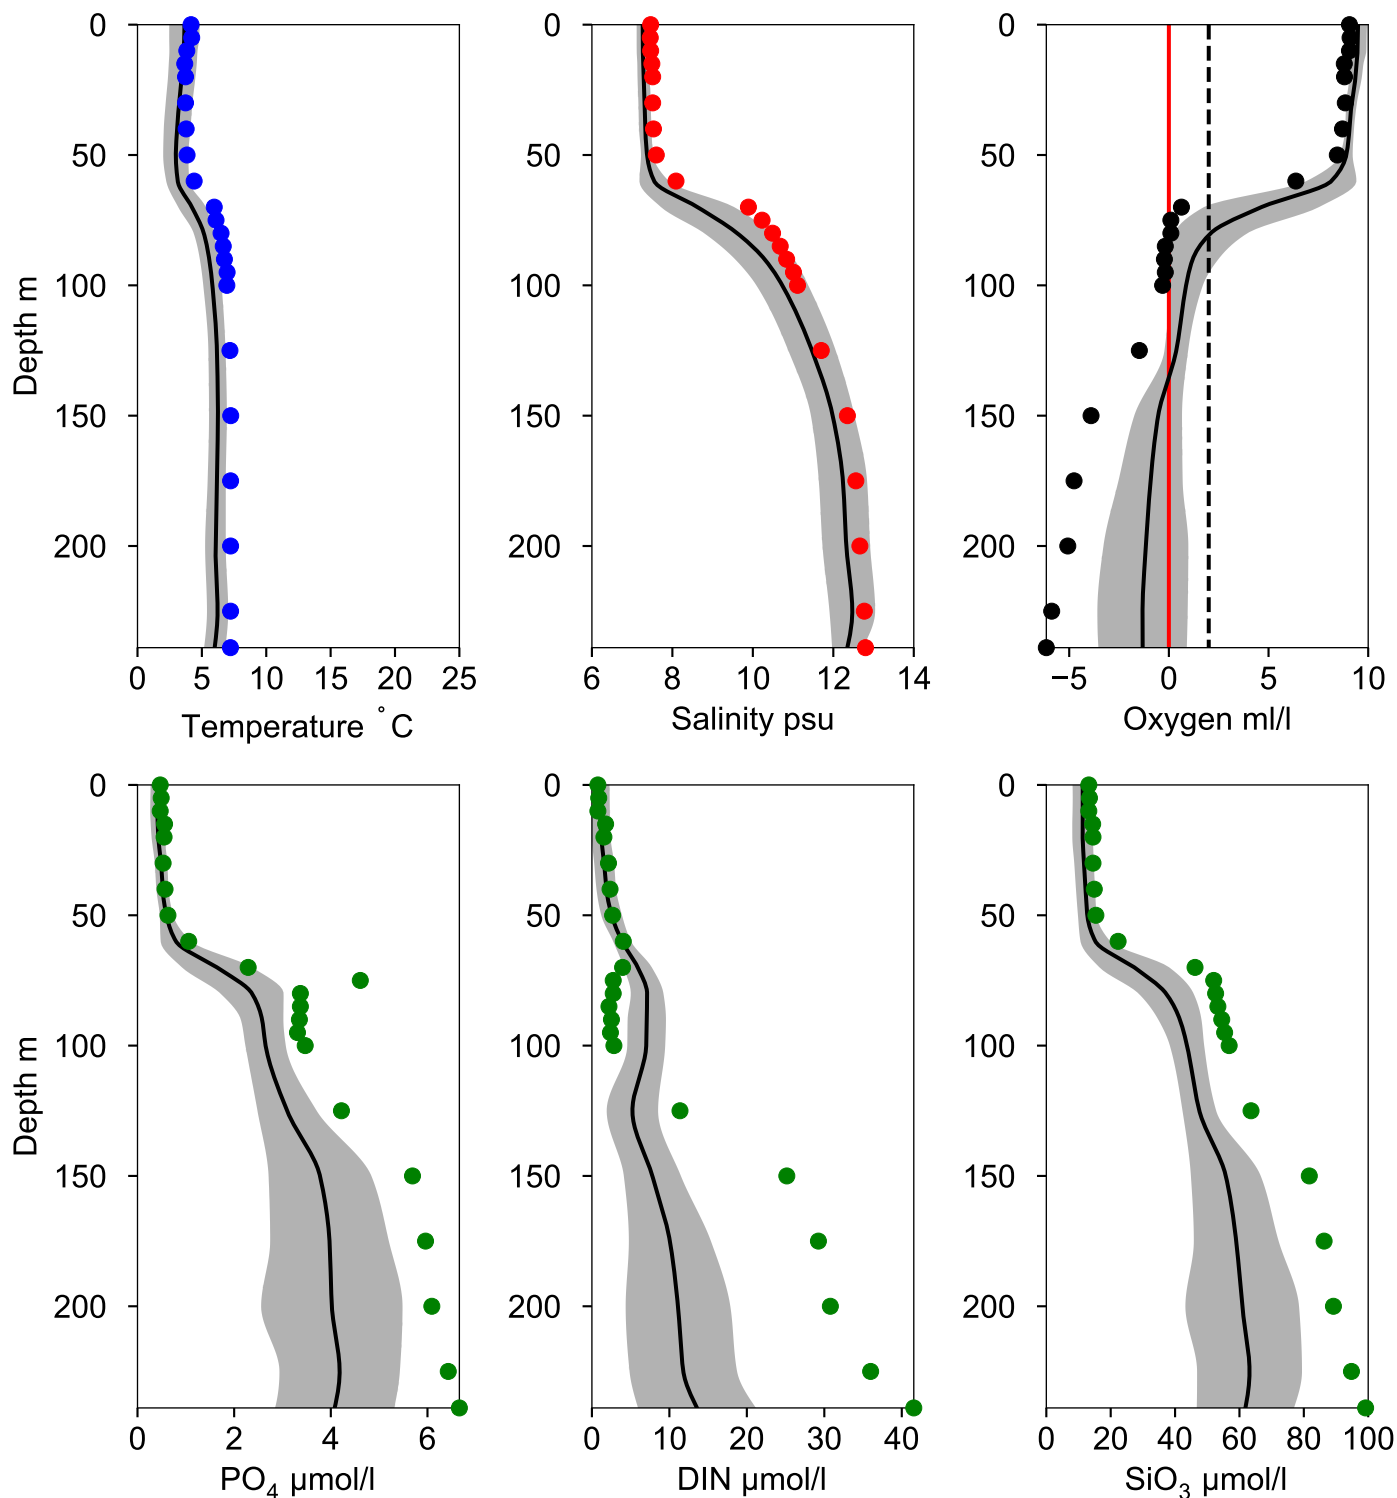 0
50
100
150
200
Depth m
0 5 10 15 20 25
Temperature ° C
0
50
100
150
200
6 8 10 12 14
Salinity psu
0
50
100
150
200
−5 0 5 10
Oxygen ml/l
0
50
100
150
200
Depth m
0 2 4 6
PO₄ μmol/l
0
50
100
150
200
0 10 20 30 40
DIN μmol/l
0
50
100
150
200
0 20 40 60 80 100
SiO₃ μmol/l